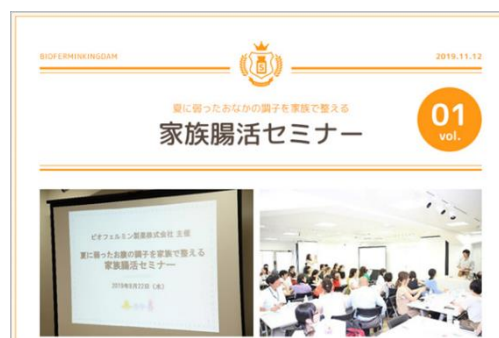 BIOFERMINKINGDAM
2019.11.12
S
夏に弱ったおなかの調子を家族で整える
家族腸活セミナー
01
vol.
ビオフェルミン製薬株式会社 主催
夏に弱ったお腹の調子を家族で整える
家族腸活セミナー
2019年8月22日（木）